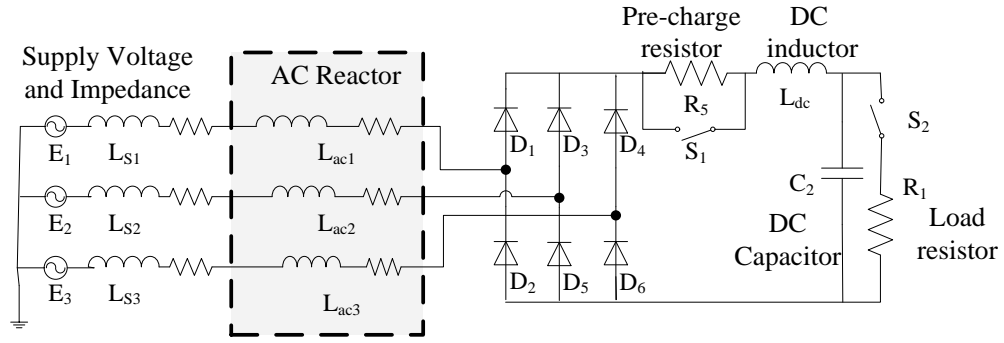 Supply Voltage
and Impedance
AC Reactor
Pre-charge
resistor
DC
inductor
E1
LS1
Lac1
E2
LS2
Lac2
E3
LS3
Lac3
D1
D3
D4
D2
D5
D6
R5
S1
Ldc
S2
C2
R1
DC
Capacitor
Load
resistor